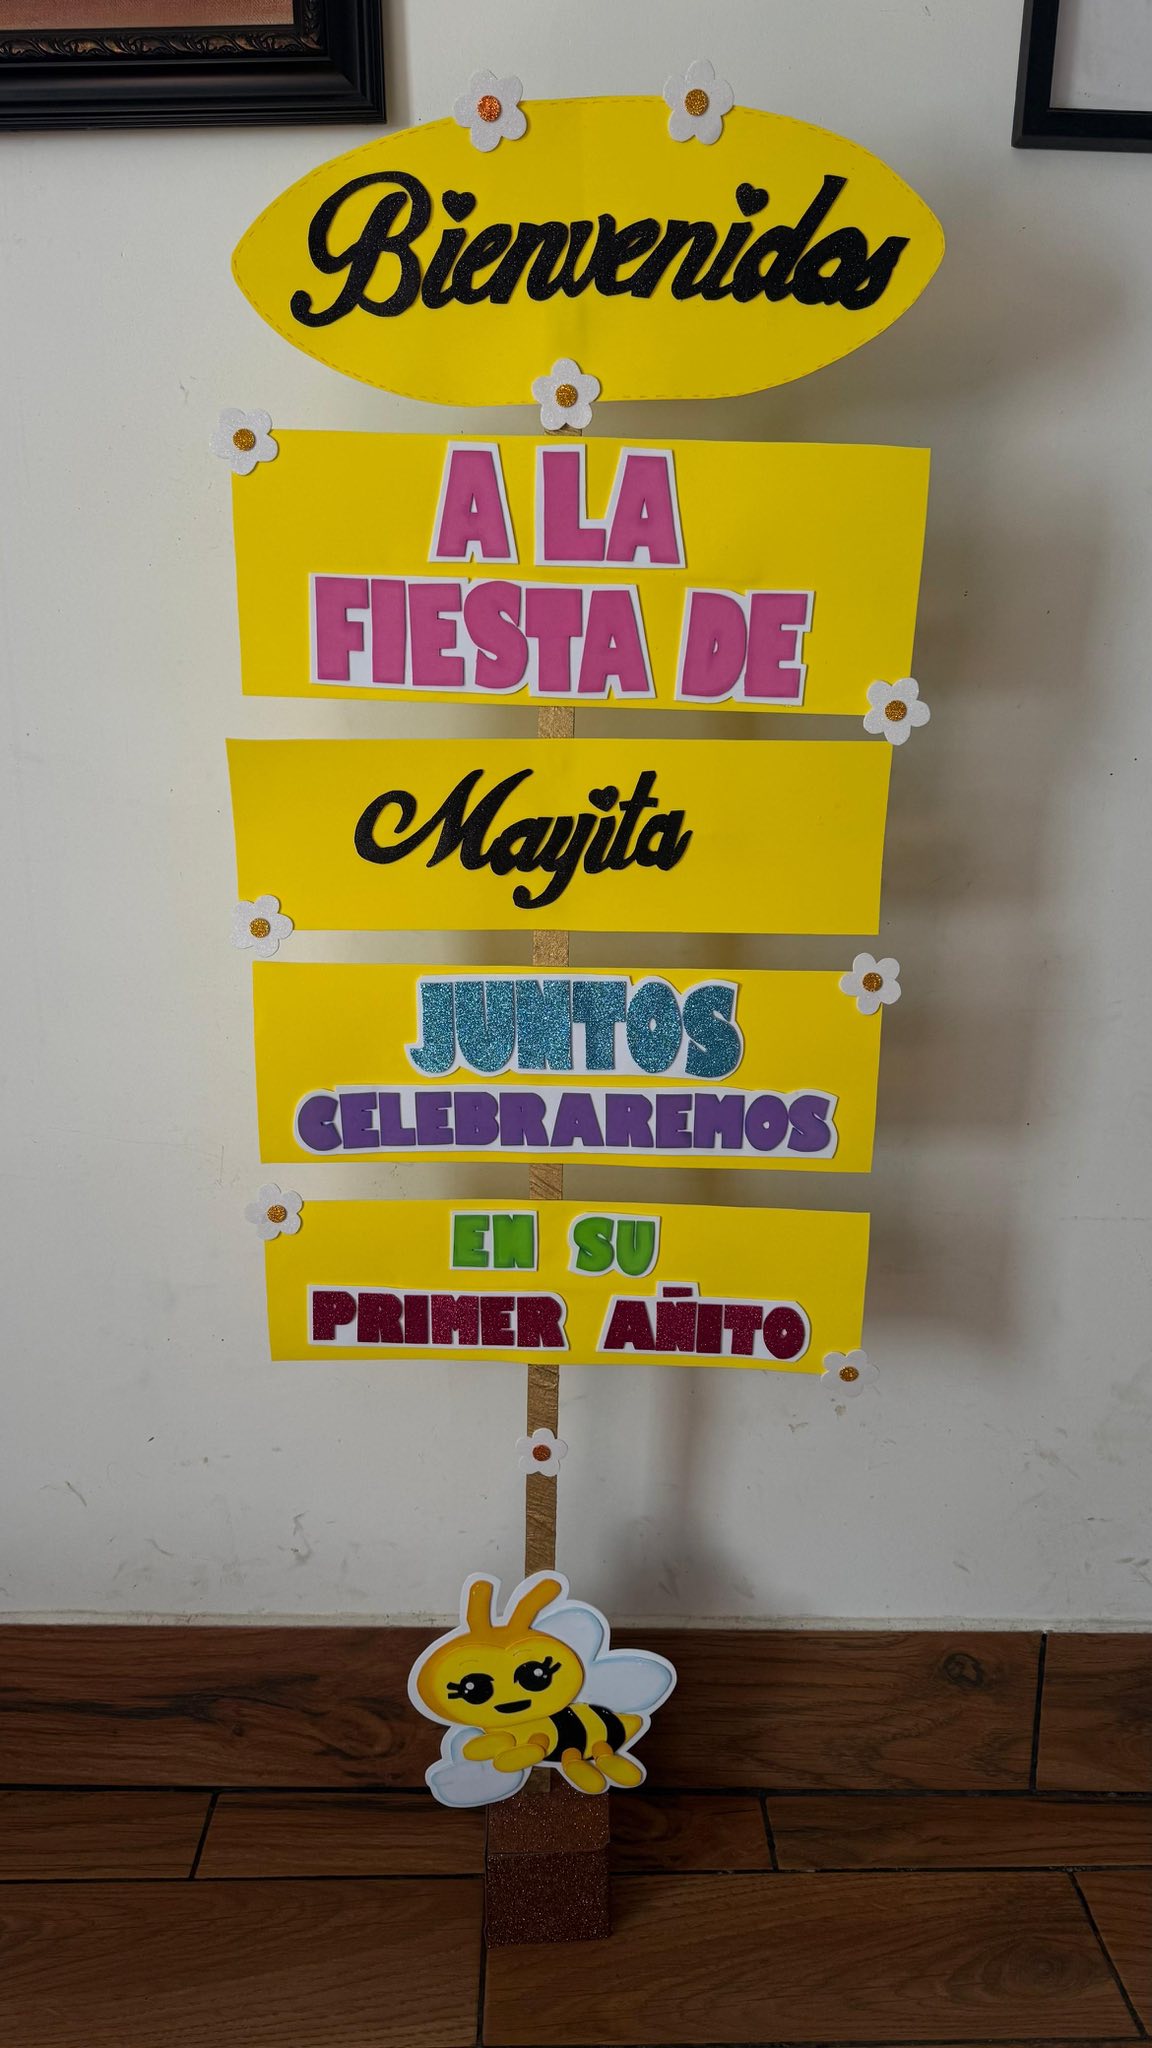 Bienvenidos
A LA
FIESTA DE
Mayita
JUNTOS
CELEBRAREMOS
EN SU
PRIMER AÑITO